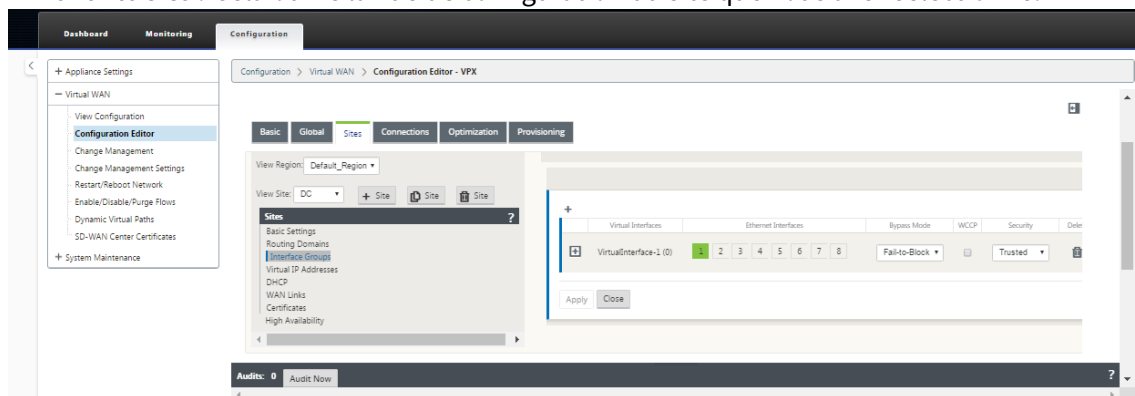 Dashboard Monitoring Configuration
+ Appliance Settings
− Virtual WAN
View Configuration
Configuration Editor
Change Management
Change Management Settings
Restart/Reboot Network
Enable/Disable/Purge Flows
Dynamic Virtual Paths
SD-WAN Center Certificates
+ System Maintenance
Configuration > Virtual WAN > Configuration Editor - VPX
Basic Global Sites Connections Optimization Provisioning
View Region: Default_Region
View Site: DC + Site Site Site
Sites ?
Basic Settings
Routing Domains
Interface Groups
Virtual IP Addresses
DHCP
WAN Links
Certificates
High Availability
+
Virtual Interfaces Ethernet Interfaces Bypass Mode WCCP Security Dele
VirtualInterface-1 (0) 1 2 3 4 5 6 7 8 Fail-to-Block Trusted
Apply Close
Audits: 0 Audit Now ?